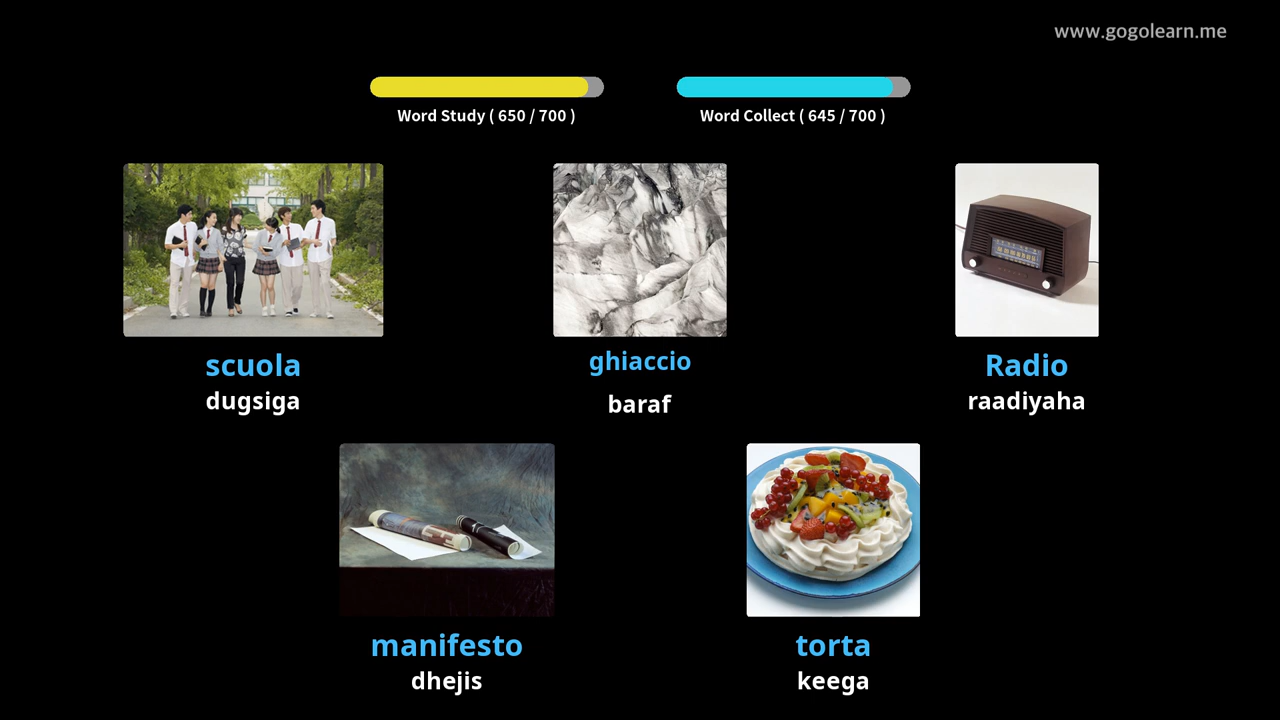 www.gogolearn.me
Word Study ( 650 / 700 )
Word Collect ( 645 / 700 )
scuola
dugsiga
ghiaccio
baraf
Radio
raadiyaha
manifesto
dhejis
torta
keega